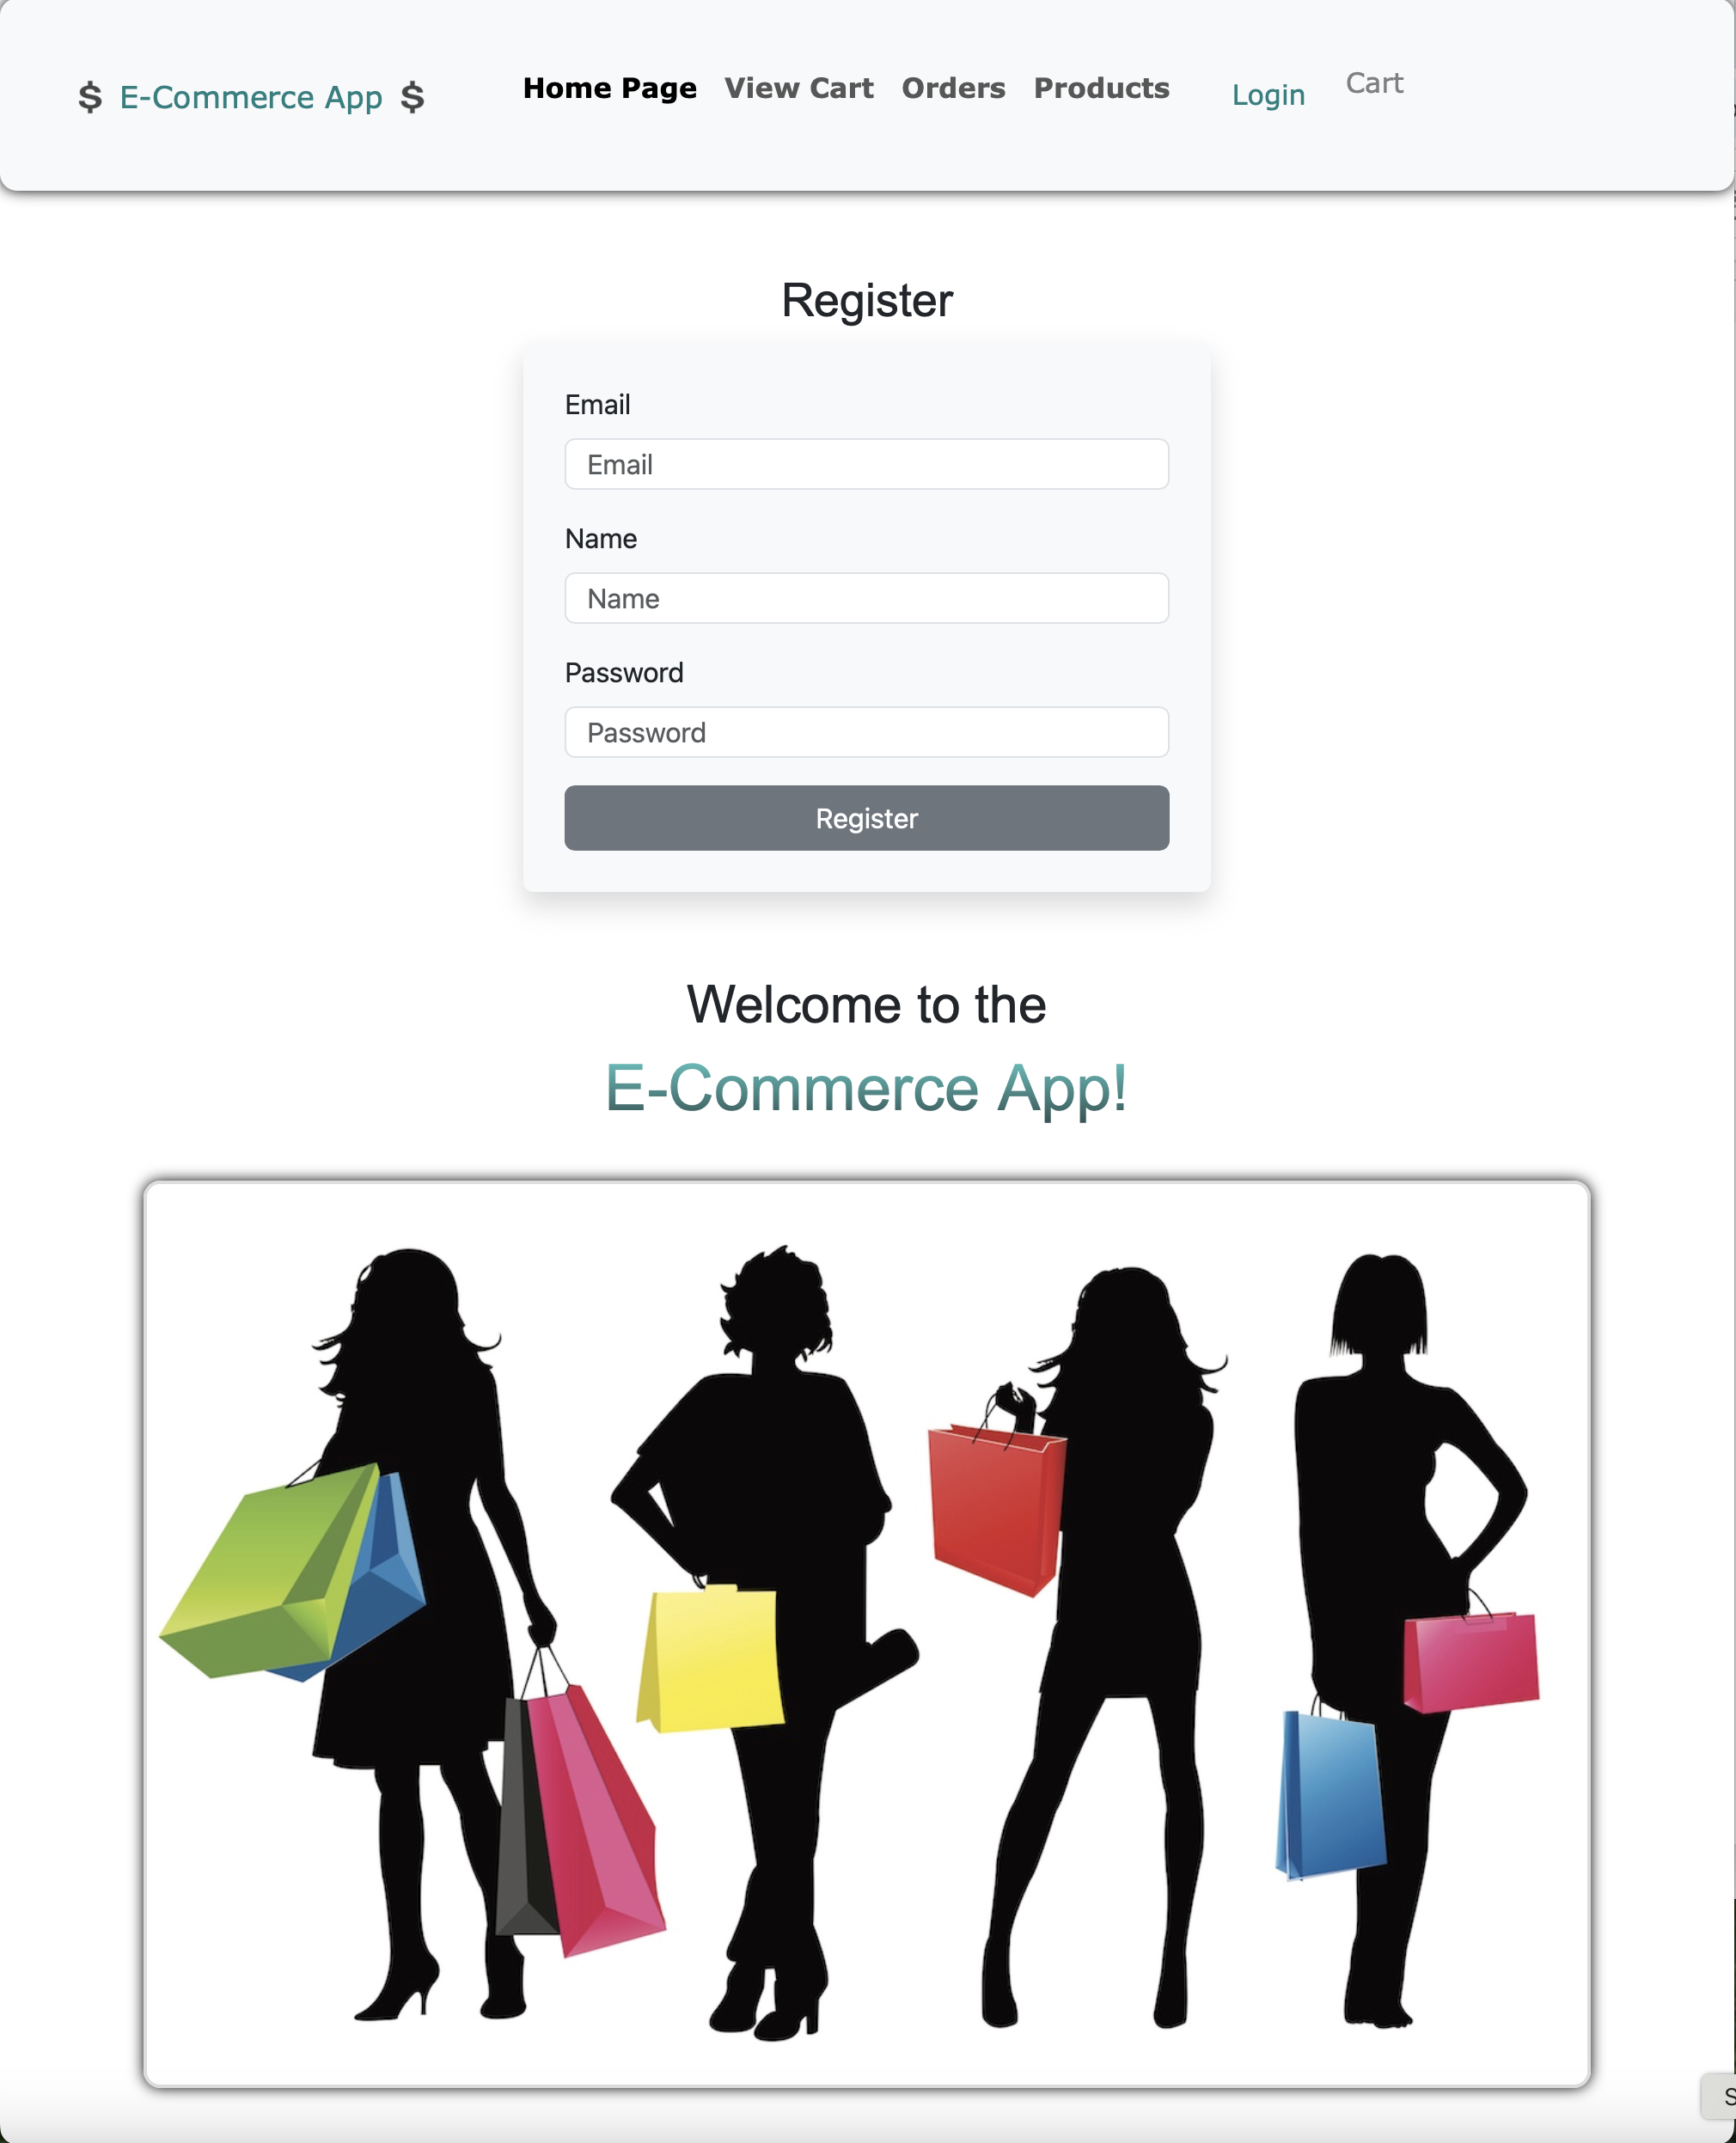 $ E-Commerce App $ Home Page View Cart Orders Products Login Cart
Register
Email
Email
Name
Name
Password
Password
Register
Welcome to the
E-Commerce App!
S